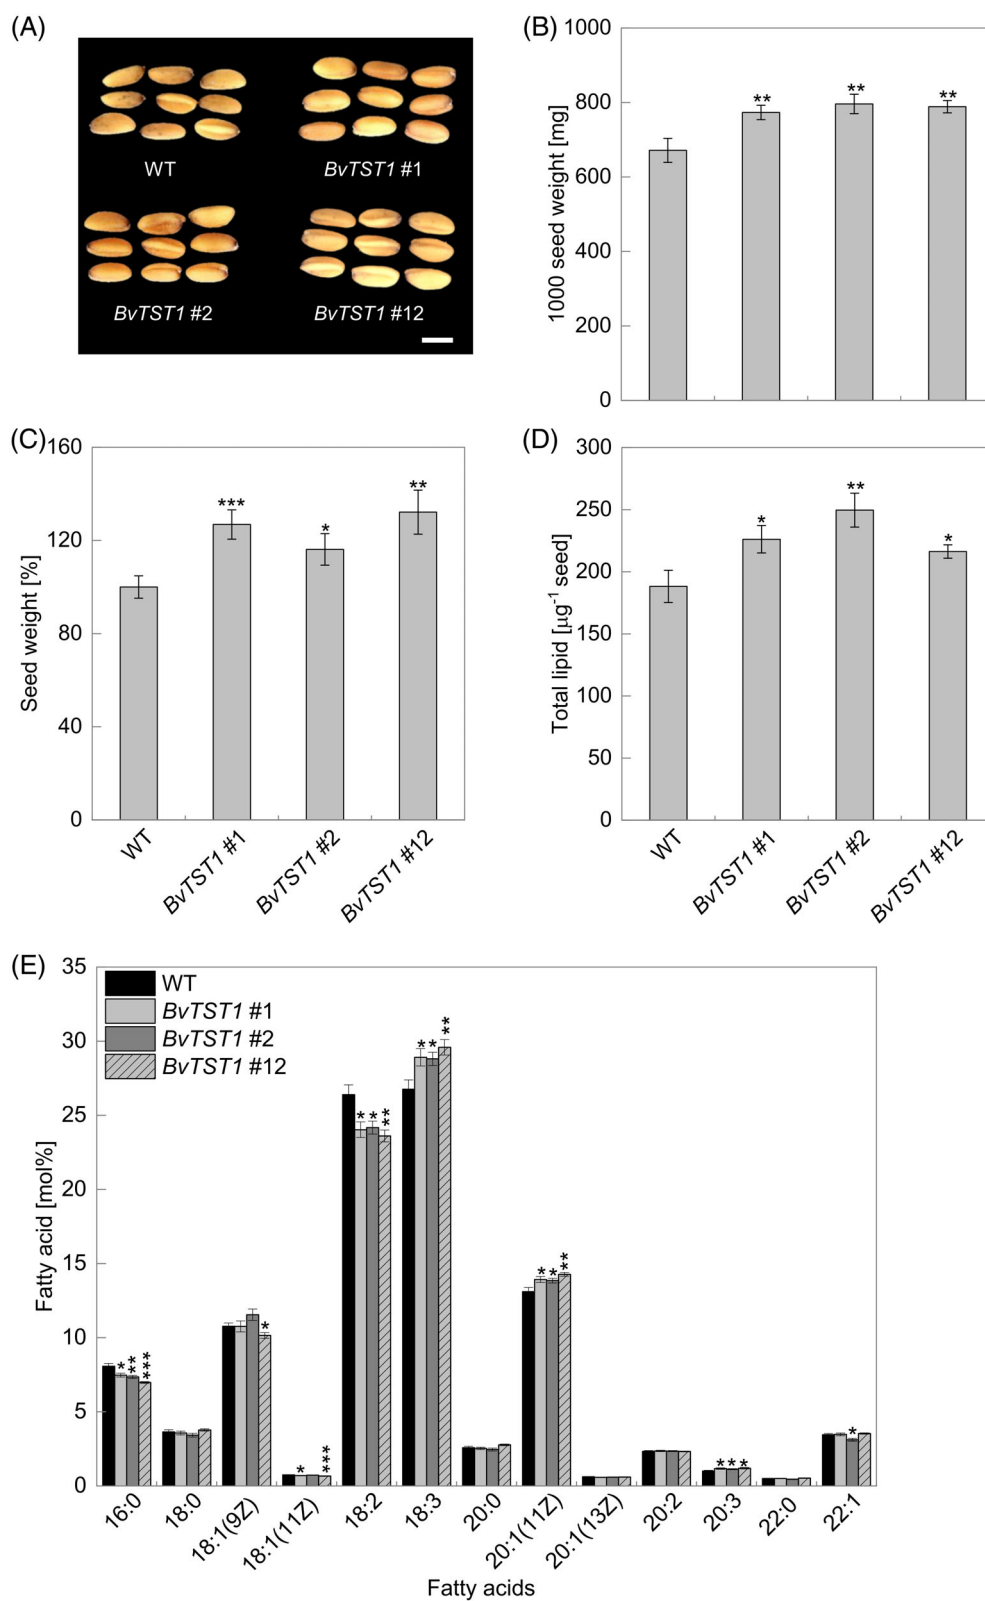 (A)
WT
BvTST1 #1
BvTST1 #2
BvTST1 #12
(B)
1000
800
600
400
200
0
1000 seed weight [mg]
** ** **
(C)
160
120
80
40
0
Seed weight [%]
*** * **
WT
BvTST1 #1
BvTST1 #2
BvTST1 #12
(D)
300
250
200
150
100
50
0
Total lipid [µg⁻¹ seed]
* ** *
WT
BvTST1 #1
BvTST1 #2
BvTST1 #12
(E)
35
30
25
20
15
10
5
0
Fatty acid [mol%]
WT
BvTST1 #1
BvTST1 #2
BvTST1 #12
* ** ***
*
* ***
* * **
* * **
* * **
* * *
*
16:0
18:0
18:1(9Z)
18:1(11Z)
18:2
18:3
20:0
20:1(11Z)
20:1(13Z)
20:2
20:3
22:0
22:1
Fatty acids